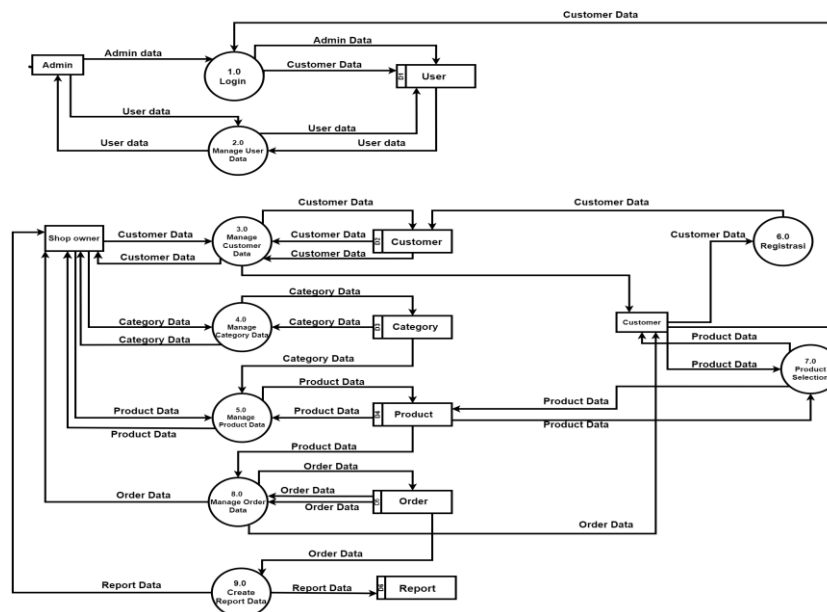 Customer Data
Admin data
Admin Data
Admin
1.0
Login
Customer Data
D1
User
User data
User data
User data
User data
2.0
Manage User
Data
Customer Data
Customer Data
Shop owner
Customer Data
3.0
Manage
Customer
Data
Customer Data
D2
Customer
Customer Data
6.0
Registrasi
Customer Data
Customer Data
Category Data
Customer
Category Data
4.0
Manage
Category Data
Category Data
D3
Category
Category Data
Product Data
Product Data
7.0
Product
Selection
Category Data
Product Data
Product Data
5.0
Manage
Product Data
Product Data
D4
Product
Product Data
Product Data
Product Data
Product Data
Order Data
Order Data
8.0
Manage Order
Data
Order Data
Order Data
D5
Order
Order Data
Order Data
Report Data
9.0
Create
Report Data
Report Data
D6
Report